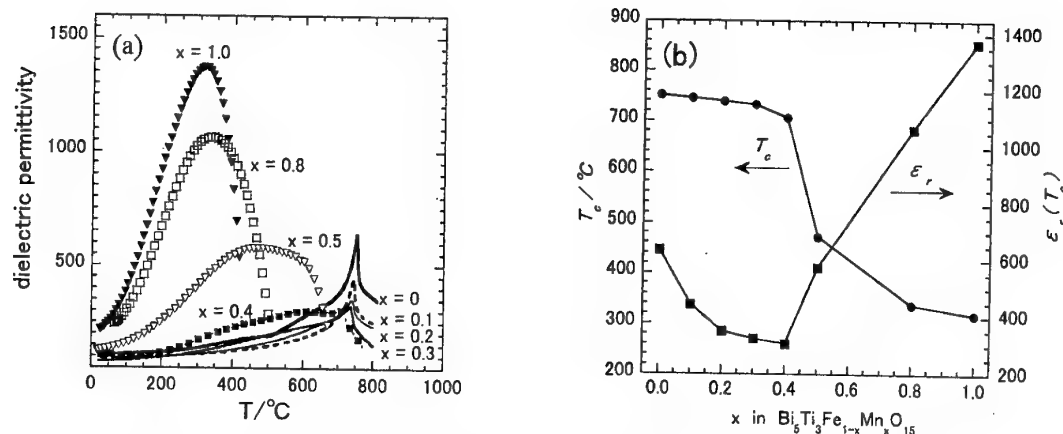 (a)
1500
1000
500
dielectric permittivity
x = 1.0
x = 0.8
x = 0.5
x = 0.4
x = 0
x = 0.1
x = 0.2
x = 0.3
0 200 400 600 800 1000
T/°C
(b)
900
800
700
600
500
400
300
200
T_c / °C
T_c
ε_r
1400
1200
1000
800
600
400
200
ε_r (T
0.0 0.2 0.4 0.6 0.8 1.0
x in Bi₅Ti₃Fe₁₋ₓMnₓO₁₅